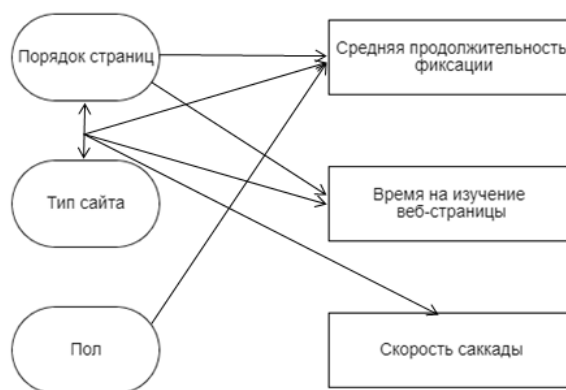 Порядок страниц
Средняя продолжительность
фиксации
Тип сайта
Время на изучение
веб-страницы
Пол
Скорость саккады